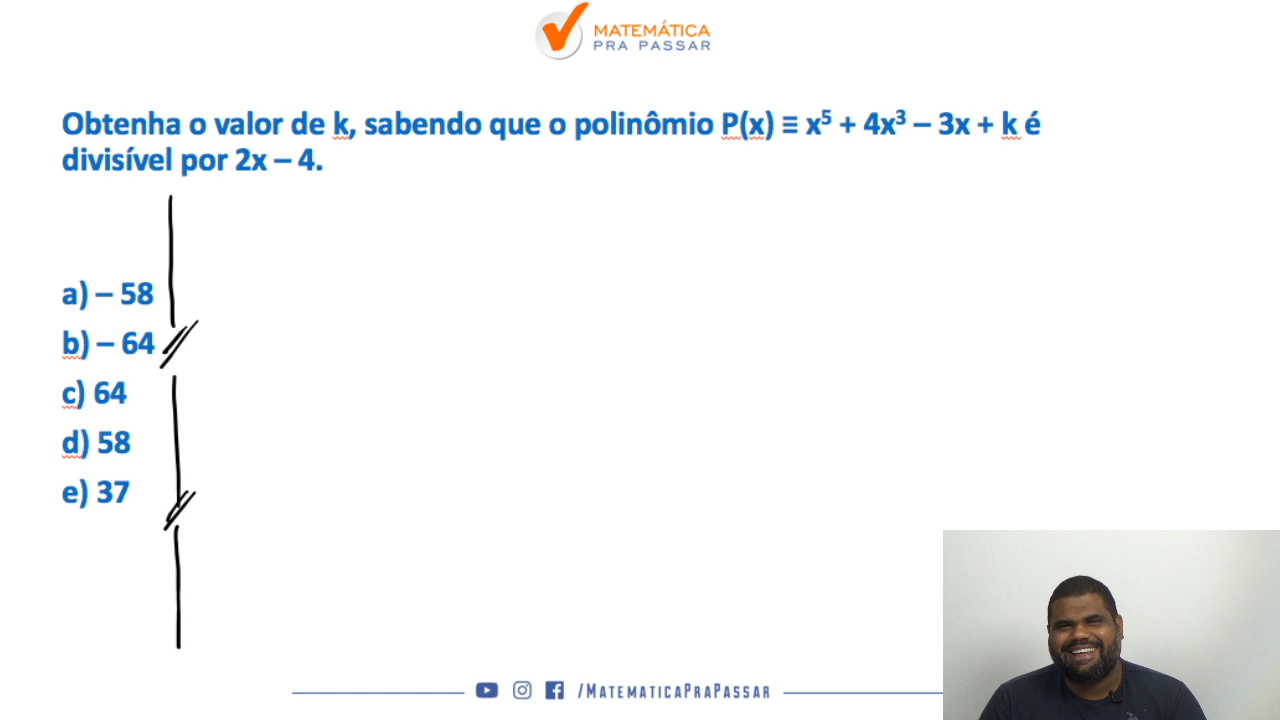 MATEMÁTICA
PRA PASSAR
Obtenha o valor de k, sabendo que o polinômio P(x) ≡ x⁵ + 4x³ – 3x + k é
divisível por 2x – 4.
a) – 58
b) – 64
c) 64
d) 58
e) 37
/MATEMATICAPRAPASSAR